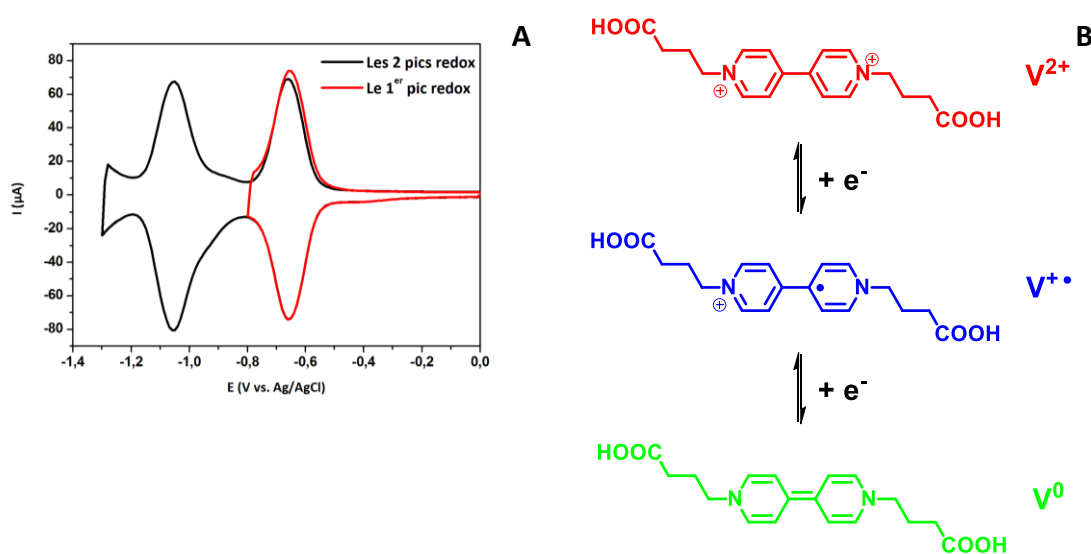 A
80
60
40
20
0
-20
-40
-60
-80
I (µA)
Les 2 pics redox
Le 1er pic redox
-1,4 -1,2 -1,0 -0,8 -0,6 -0,4 -0,2 0,0
E (V vs. Ag/AgCl)
B
HOOC
N
⊕
N
⊕
COOH
V2+
+ e-
HOOC
N
⊕
N
COOH
V+•
+ e-
HOOC
N
N
COOH
V0